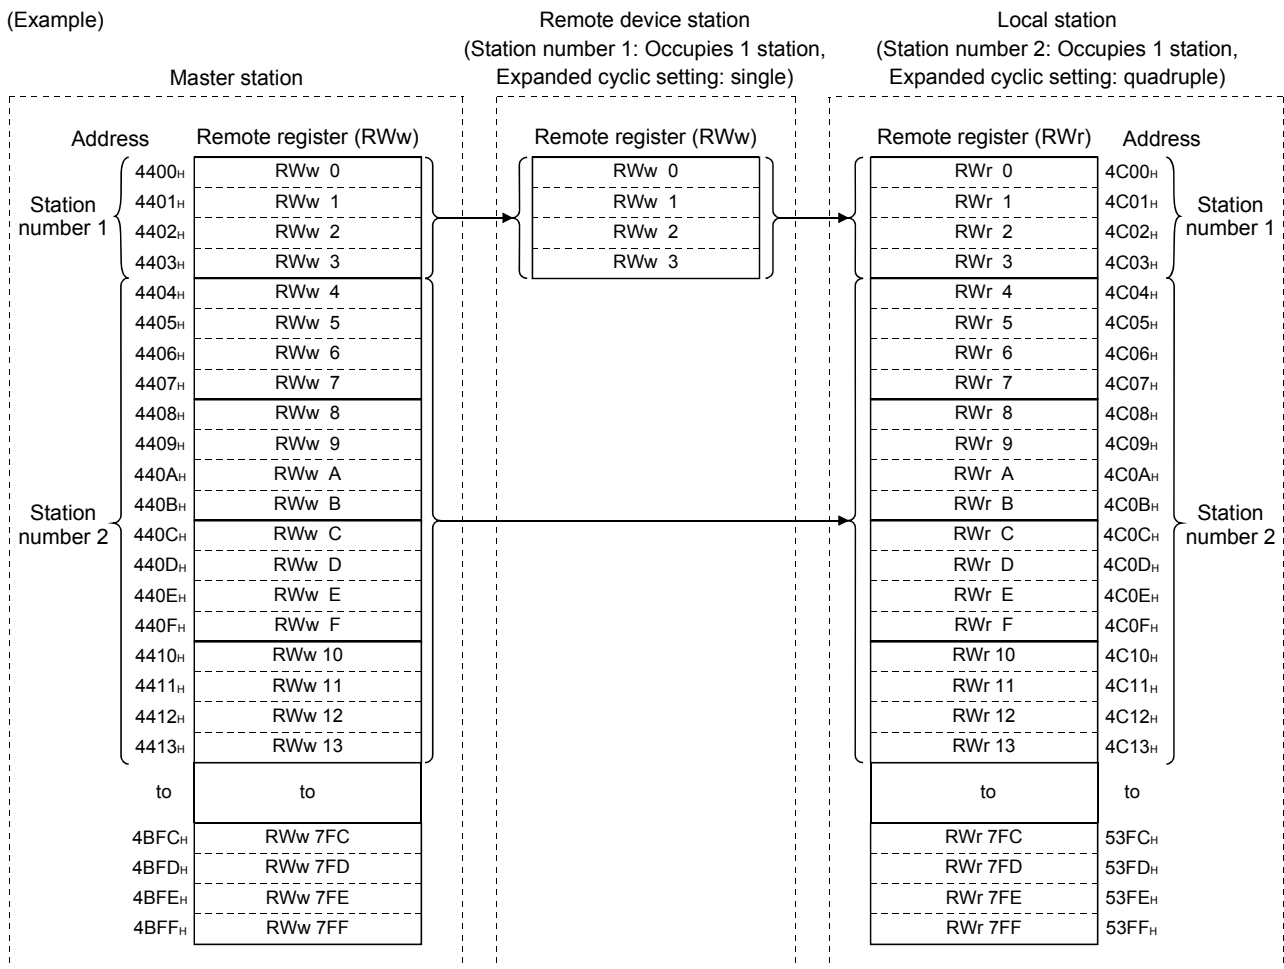 (Example)
Remote device station
(Station number 1: Occupies 1 station,
Expanded cyclic setting: single)
Local station
(Station number 2: Occupies 1 station,
Expanded cyclic setting: quadruple)
Master station
Address Remote register (RWw) Remote register (RWw) Remote register (RWr) Address
4400H RWw 0 RWw 0 RWr 0 4C00H
Station number 1 4401H RWw 1 RWw 1 RWr 1 4C01H Station number 1
4402H RWw 2 RWw 2 RWr 2 4C02H
4403H RWw 3 RWw 3 RWr 3 4C03H
4404H RWw 4 RWr 4 4C04H
4405H RWw 5 RWr 5 4C05H
4406H RWw 6 RWr 6 4C06H
4407H RWw 7 RWr 7 4C07H
4408H RWw 8 RWr 8 4C08H
4409H RWw 9 RWr 9 4C09H
440AH RWw A RWr A 4C0AH
440BH RWw B RWr B 4C0BH
Station number 2 440CH RWw C RWr C 4C0CH Station number 2
440DH RWw D RWr D 4C0DH
440EH RWw E RWr E 4C0EH
440FH RWw F RWr F 4C0FH
4410H RWw 10 RWr 10 4C10H
4411H RWw 11 RWr 11 4C11H
4412H RWw 12 RWr 12 4C12H
4413H RWw 13 RWr 13 4C13H
to to to to
4BFCH RWw 7FC RWr 7FC 53FCH
4BFDH RWw 7FD RWr 7FD 53FDH
4BFEH RWw 7FE RWr 7FE 53FEH
4BFFH RWw 7FF RWr 7FF 53FFH